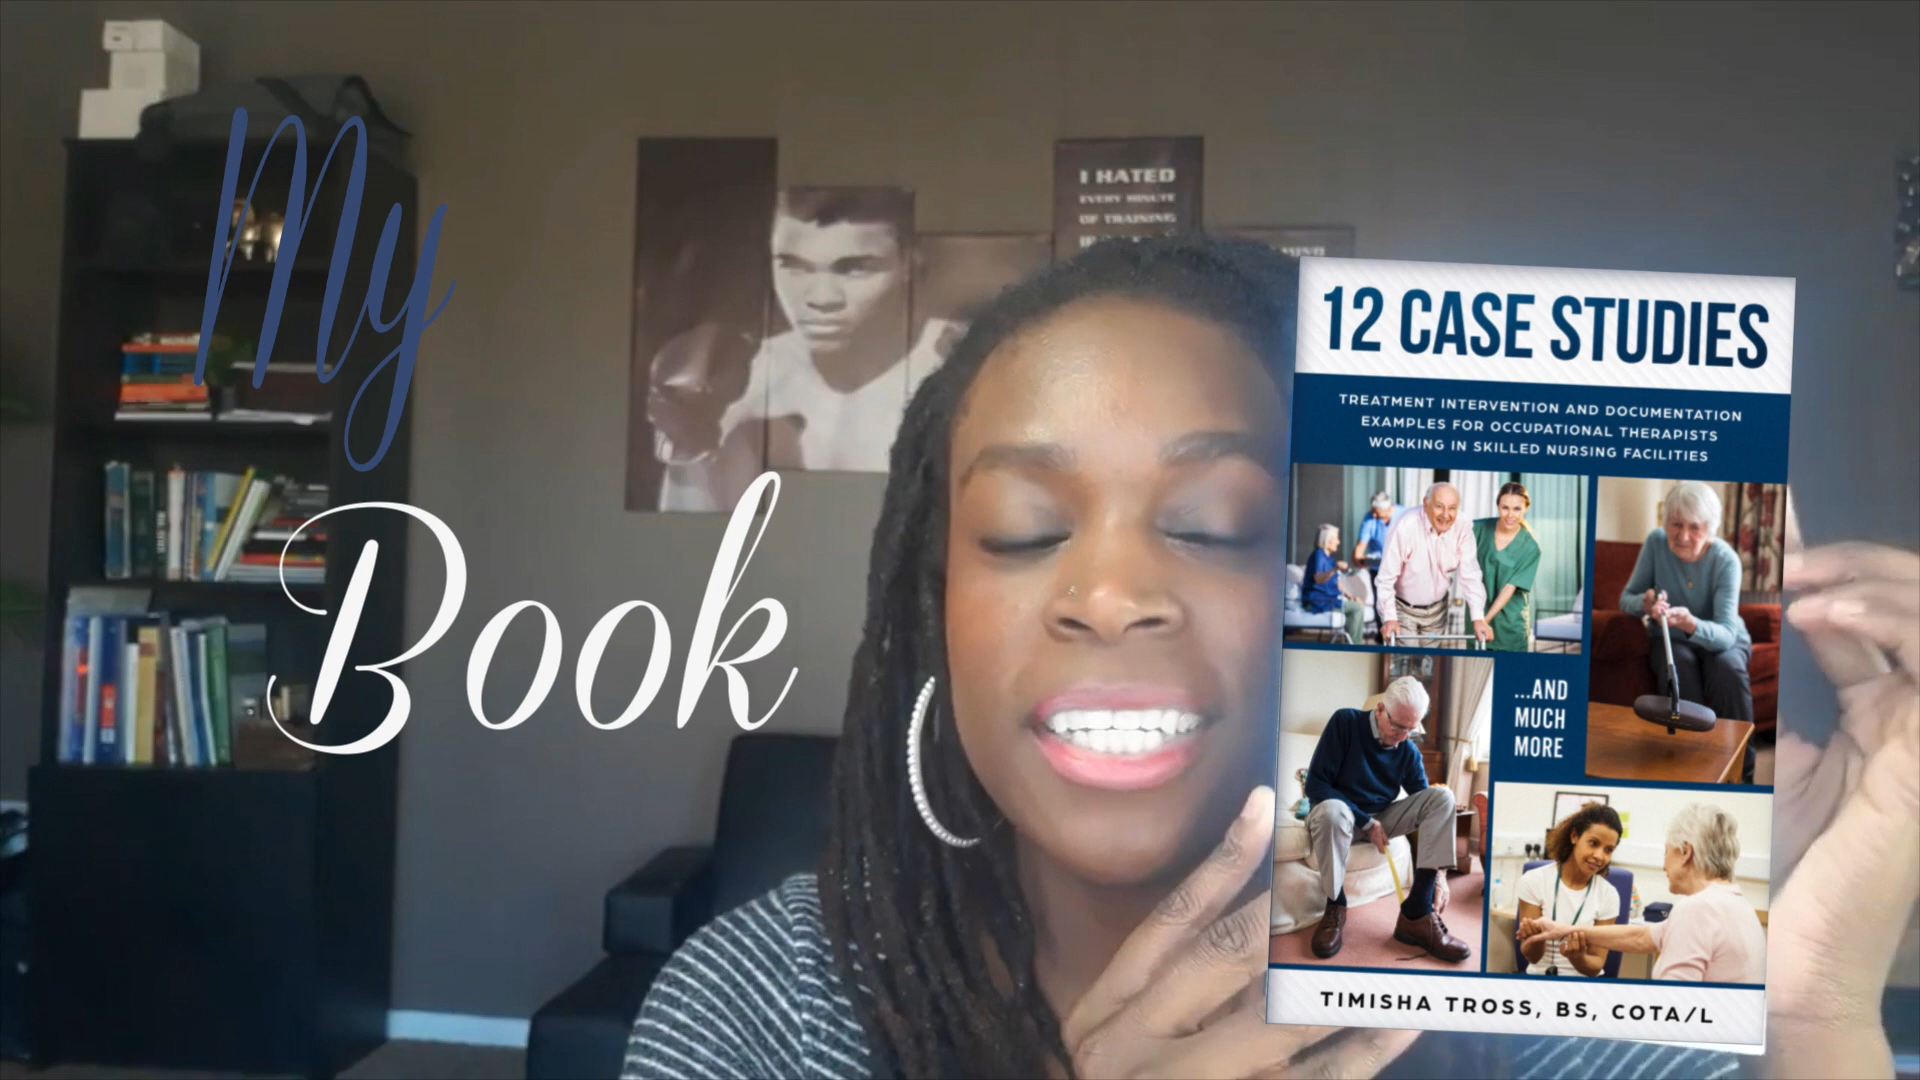 My
Book
I HATED
EVERY MINUTE
OF TRAINING
MIND
12 CASE STUDIES
TREATMENT INTERVENTION AND DOCUMENTATION
EXAMPLES FOR OCCUPATIONAL THERAPISTS
WORKING IN SKILLED NURSING FACILITIES
...AND
MUCH
MORE
TIMISHA TROSS, BS, COTA/L